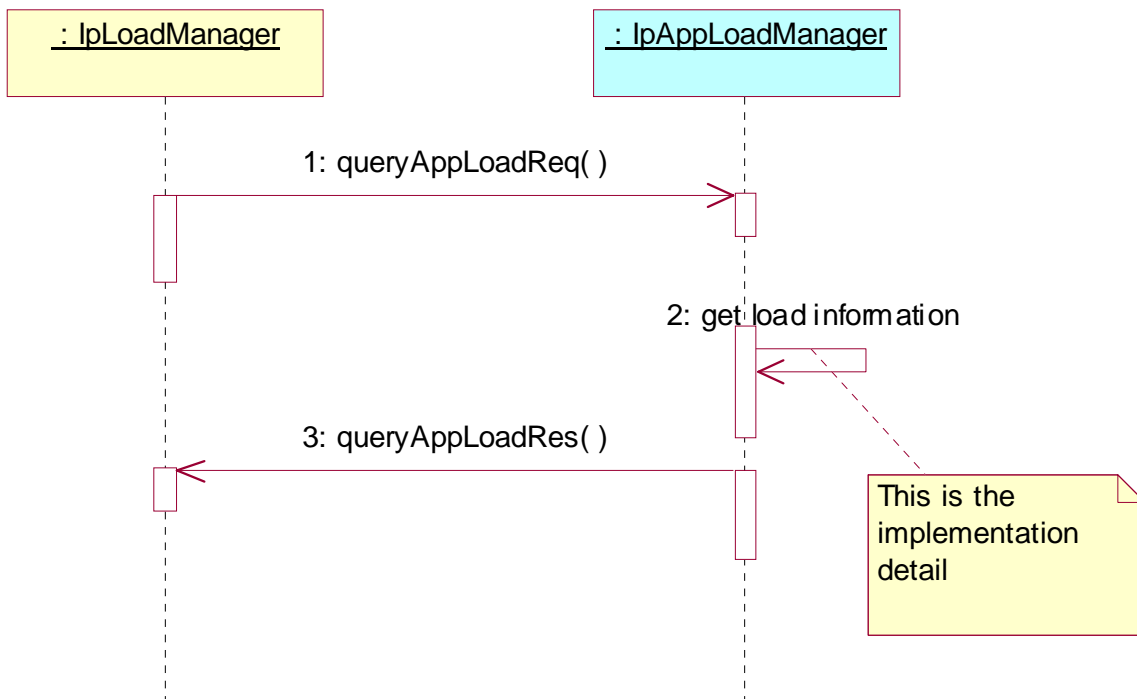 : IpLoadManager
: IpAppLoadManager
1: queryAppLoadReq( )
2: get load information
3: queryAppLoadRes( )
This is the
implementation
detail